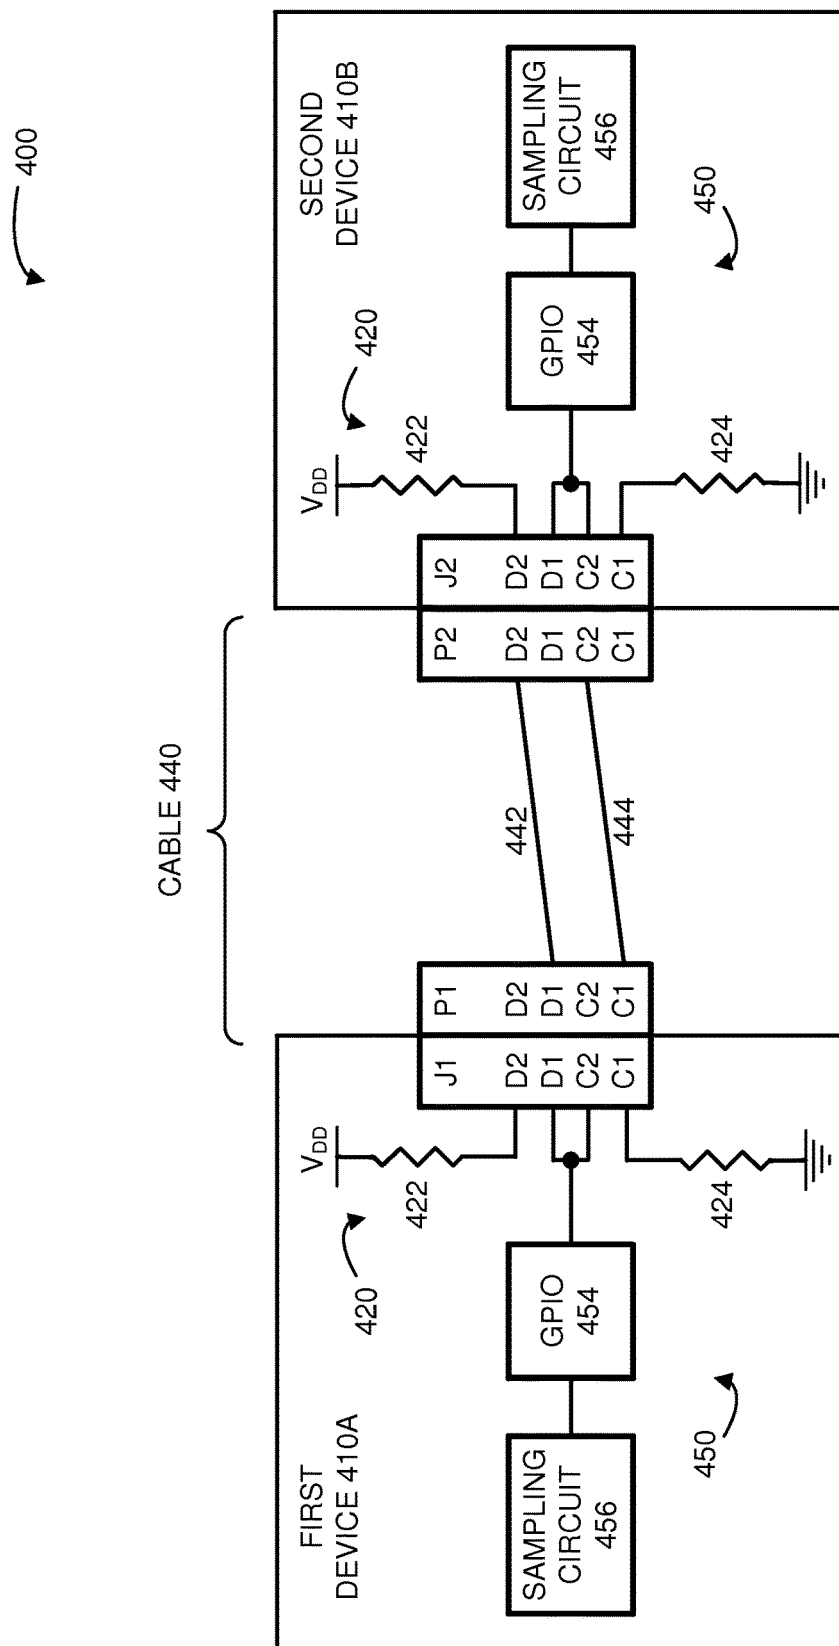 400
CABLE 440
FIRST
DEVICE 410A
SECOND
DEVICE 410B
420
420
VDD
VDD
422
422
J1
P1
P2
J2
SAMPLING
CIRCUIT
456
GPIO
454
D2
D1
C2
C1
D2
D1
C2
C1
442
444
D2
D1
C2
C1
D2
D1
C2
C1
GPIO
454
SAMPLING
CIRCUIT
456
450
424
424
450